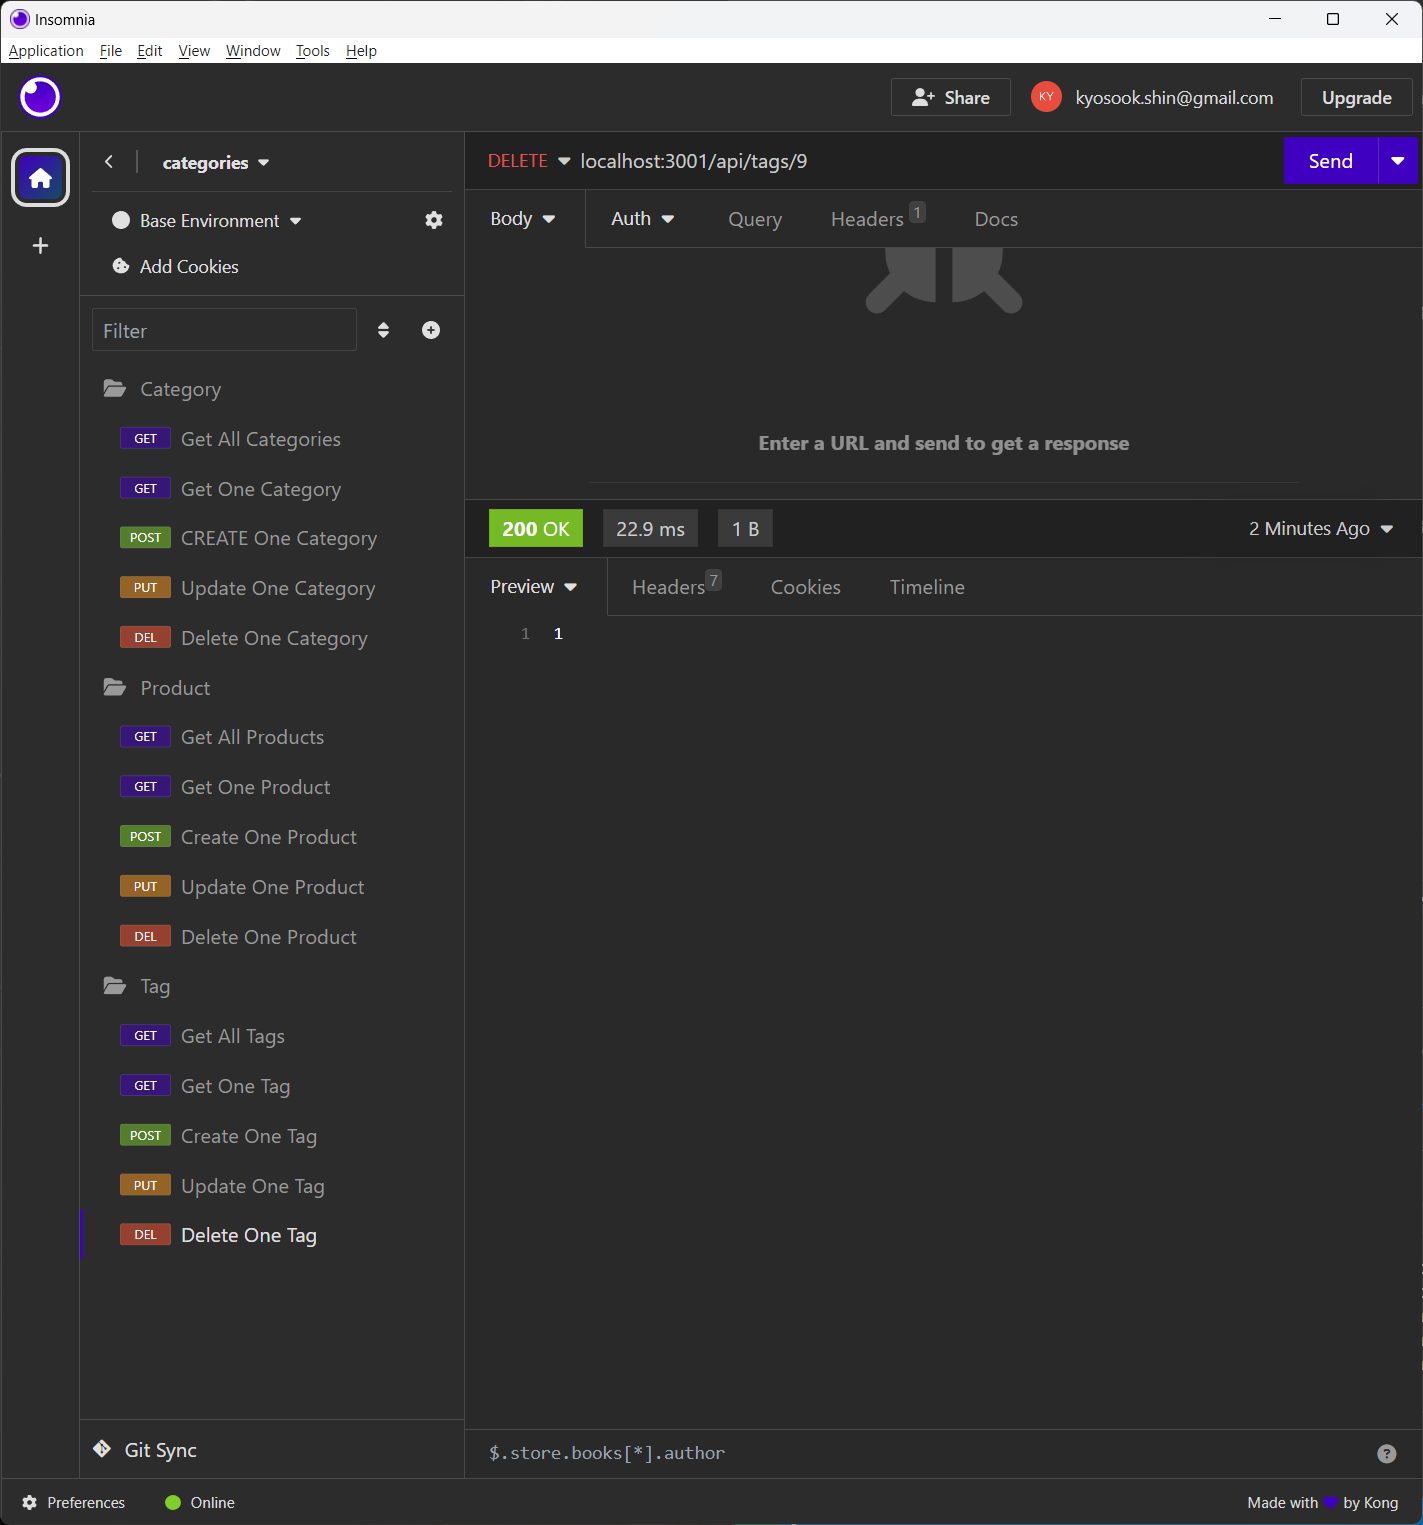 Insomnia
Application File Edit View Window Tools Help
Share KY kyosook.shin@gmail.com Upgrade
categories
Base Environment
Add Cookies
Filter
Category
GET Get All Categories
GET Get One Category
POST CREATE One Category
PUT Update One Category
DEL Delete One Category
Product
GET Get All Products
GET Get One Product
POST Create One Product
PUT Update One Product
DEL Delete One Product
Tag
GET Get All Tags
GET Get One Tag
POST Create One Tag
PUT Update One Tag
DEL Delete One Tag
Git Sync
DELETE localhost:3001/api/tags/9 Send
Body Auth Query Headers 1 Docs
Enter a URL and send to get a response
200 OK 22.9 ms 1 B 2 Minutes Ago
Preview Headers 7 Cookies Timeline
1 1
$.store.books[*].author ?
Preferences Online Made with by Kong